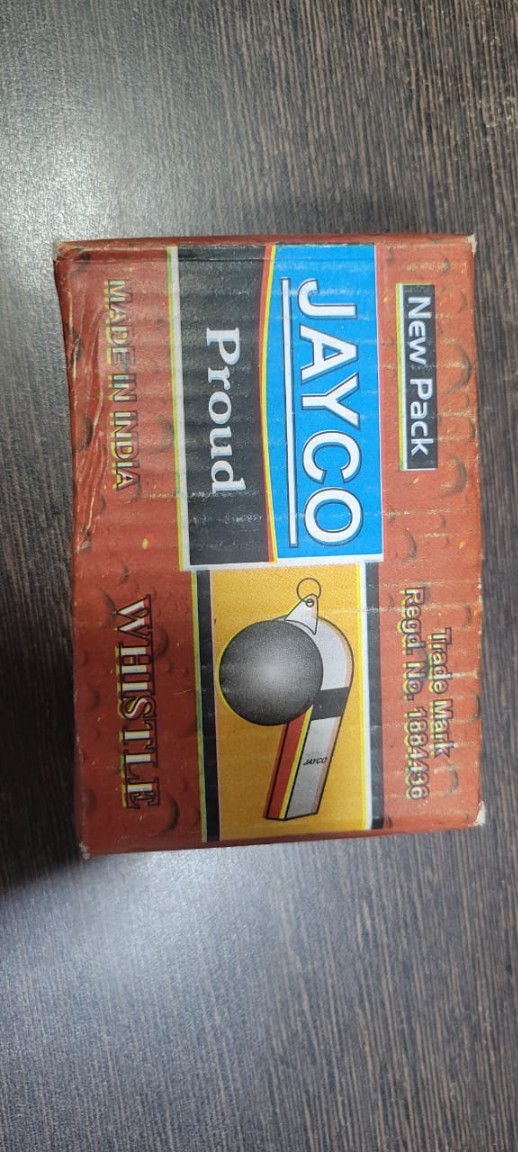 New Pack
Trade Mark
Regd. No. 1864436
JAYCO
Proud
JAYCO
MADE IN INDIA
WHISTLE